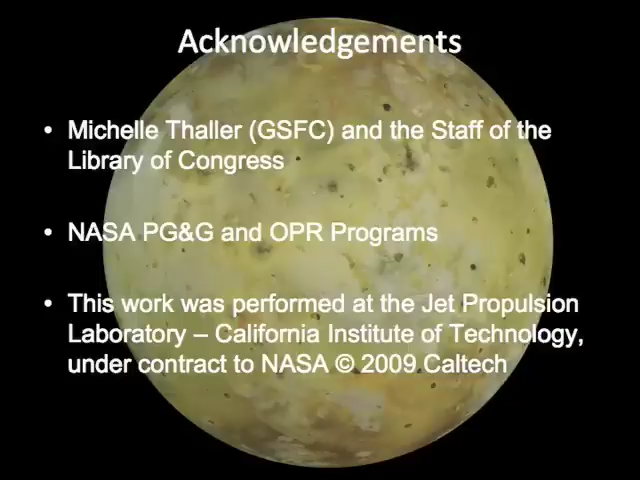 Acknowledgements
• Michelle Thaller (GSFC) and the Staff of the
Library of Congress
• NASA PG&G and OPR Programs
• This work was performed at the Jet Propulsion
Laboratory – California Institute of Technology,
under contract to NASA © 2009 Caltech